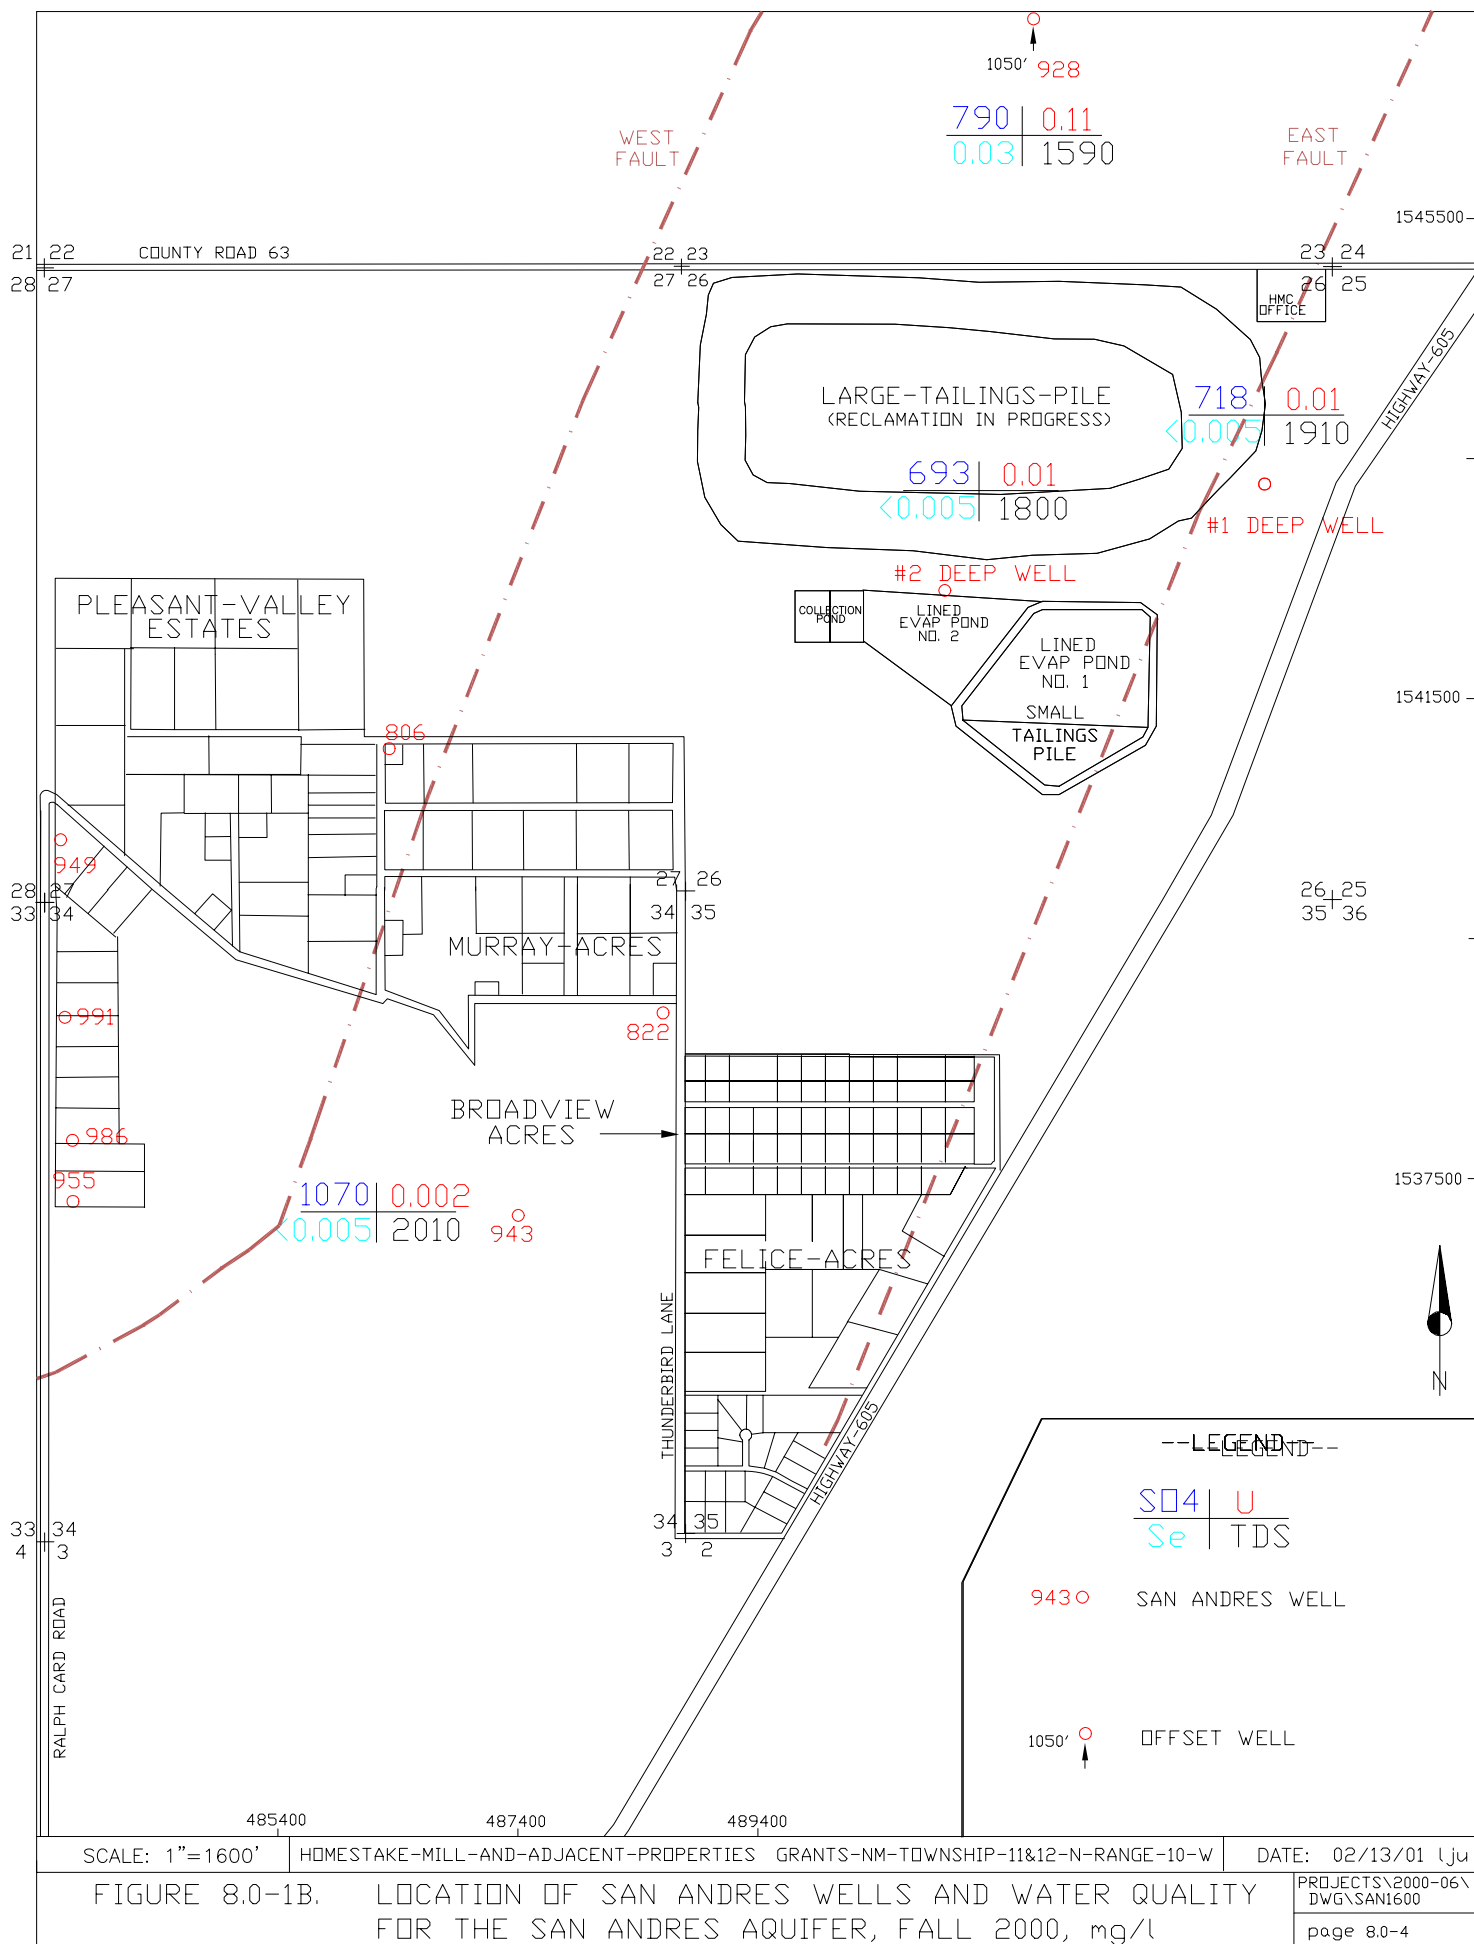 1050' 928
790 0.11
0.03 1590
WEST
FAULT
EAST
FAULT
1545500
21 22
28 27
COUNTY ROAD 63
22 23
27 26
23 24
26 25
HMC
OFFICE
HIGHWAY-605
LARGE-TAILINGS-PILE
(RECLAMATION IN PROGRESS)
718 0.01
<0.005 1910
693 0.01
<0.005 1800
#1 DEEP WELL
#2 DEEP WELL
COLLECTION
POND
LINED
EVAP POND
NO. 2
LINED
EVAP POND
NO. 1
SMALL
TAILINGS
PILE
PLEASANT-VALLEY
ESTATES
1541500
806
949
28 27
33 34
27 26
34 35
26 25
35 36
MURRAY-ACRES
991
822
BROADVIEW
ACRES
986
955
1537500
1070 0.002
<0.005 2010
943
FELICE-ACRES
THUNDERBIRD LANE
HIGHWAY-605
N
--LEGEND--
--LEGEND--
SO4 U
Se TDS
943 SAN ANDRES WELL
1050' OFFSET WELL
33 34
4 3
34 35
3 2
RALPH CARD ROAD
485400
487400
489400
SCALE: 1"=1600'
HOMESTAKE-MILL-AND-ADJACENT-PROPERTIES GRANTS-NM-TOWNSHIP-11&12-N-RANGE-10-W
DATE: 02/13/01 lju
FIGURE 8.0-1B. LOCATION OF SAN ANDRES WELLS AND WATER QUALITY
FOR THE SAN ANDRES AQUIFER, FALL 2000, mg/l
PROJECTS\2000-06\
DWG\SAN1600
page 8.0-4